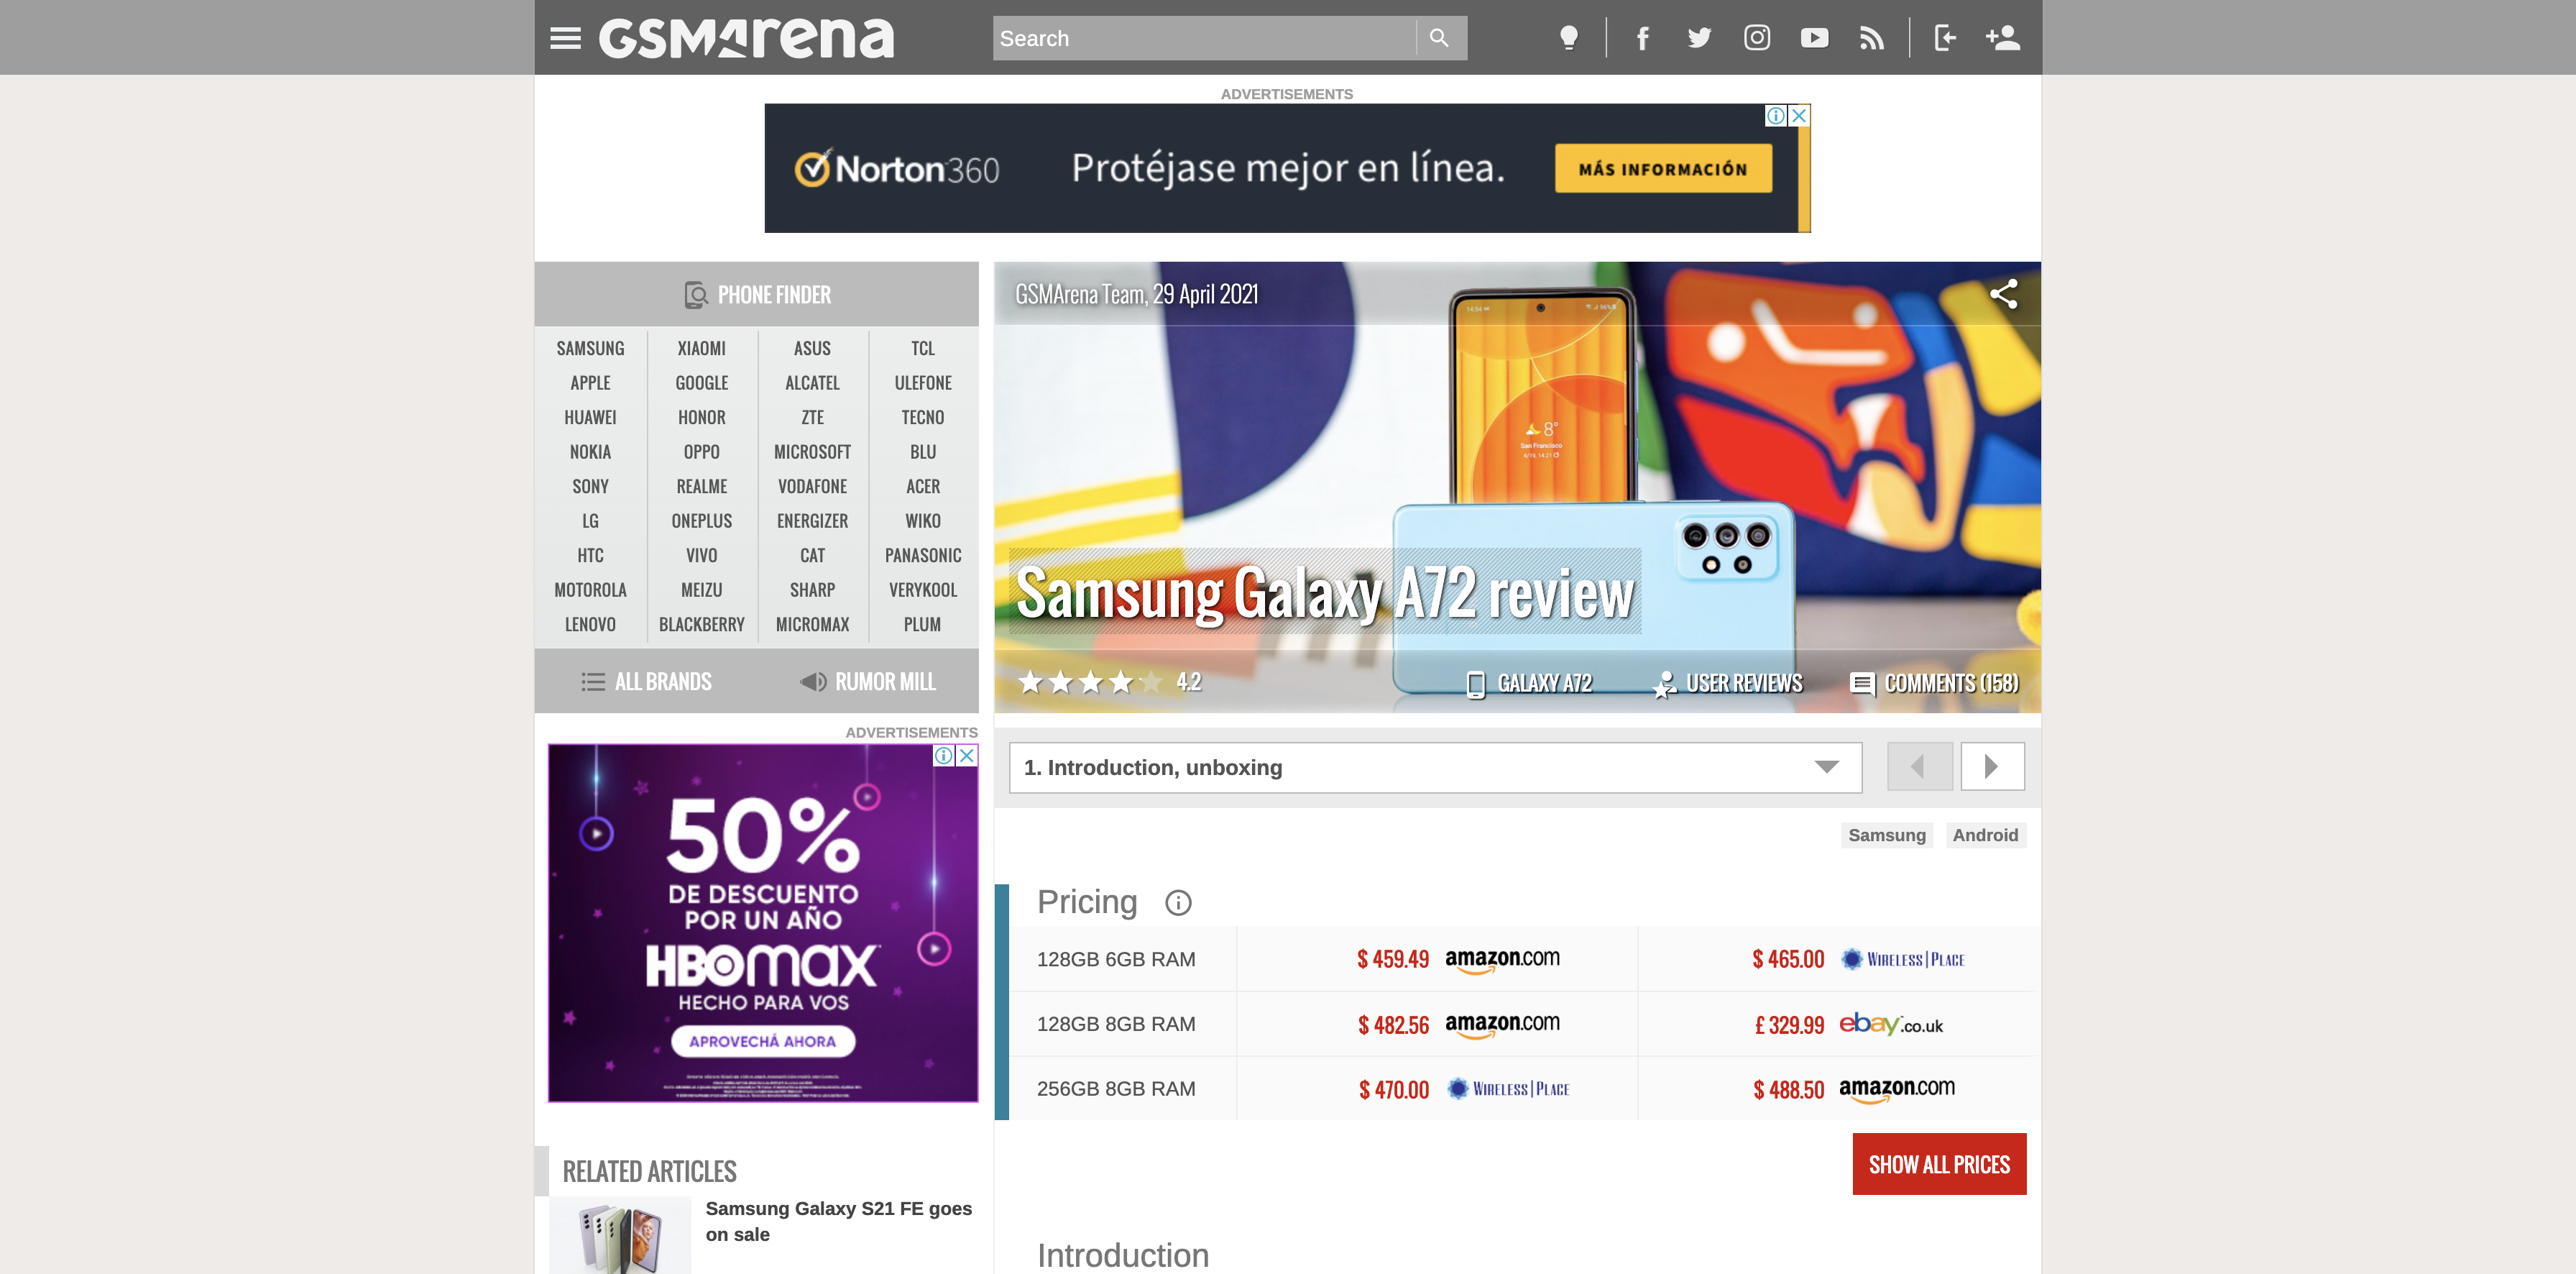 GSMArena
Search
ADVERTISEMENTS
Norton 360
Protéjase mejor en línea.
MÁS INFORMACIÓN
PHONE FINDER
SAMSUNG XIAOMI ASUS TCL
APPLE GOOGLE ALCATEL ULEFONE
HUAWEI HONOR ZTE TECNO
NOKIA OPPO MICROSOFT BLU
SONY REALME VODAFONE ACER
LG ONEPLUS ENERGIZER WIKO
HTC VIVO CAT PANASONIC
MOTOROLA MEIZU SHARP VERYKOOL
LENOVO BLACKBERRY MICROMAX PLUM
ALL BRANDS RUMOR MILL
ADVERTISEMENTS
50%
DE DESCUENTO
POR UN AÑO
HBOmax
HECHO PARA VOS
APROVECHÁ AHORA
RELATED ARTICLES
Samsung Galaxy S21 FE goes
on sale
GSMArena Team, 29 April 2021
8°
San Francisco
Samsung Galaxy A72 review
4.2
GALAXY A72
USER REVIEWS
COMMENTS (158)
1. Introduction, unboxing
Samsung Android
Pricing
128GB 6GB RAM $ 459.49 amazon.com $ 465.00 WIRELESS|PLACE
128GB 8GB RAM $ 482.56 amazon.com £ 329.99 ebay.co.uk
256GB 8GB RAM $ 470.00 WIRELESS|PLACE $ 488.50 amazon.com
SHOW ALL PRICES
Introduction